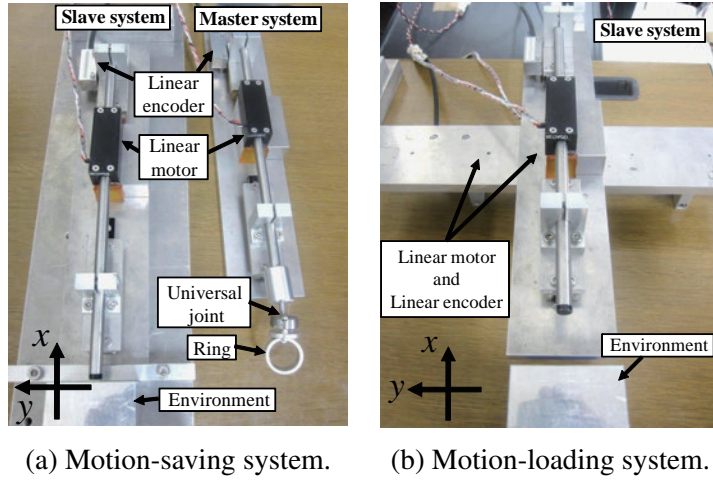 Slave system
Master system
Linear
encoder
Linear
motor
Universal
joint
Ring
Environment
x
y
(a) Motion-saving system.
Slave system
Linear motor
and
Linear encoder
Environment
x
y
(b) Motion-loading system.